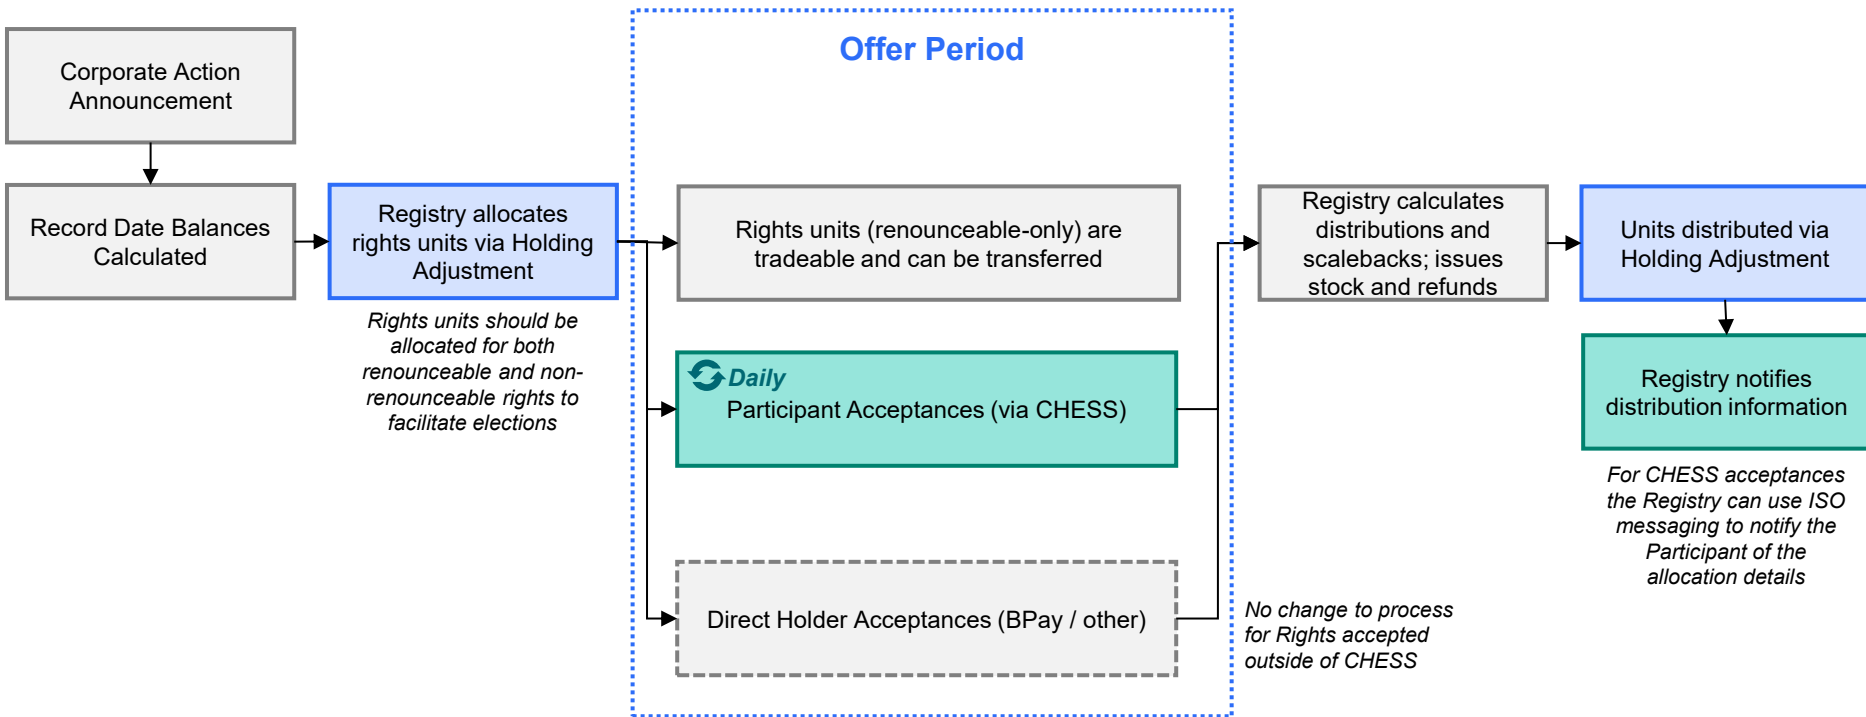 Offer Period
Corporate Action
Announcement
Record Date Balances
Calculated
Registry allocates
rights units via Holding
Adjustment
Rights units should be
allocated for both
renounceable and non-
renounceable rights to
facilitate elections
Rights units (renounceable-only) are
tradeable and can be transferred
Daily
Participant Acceptances (via CHESS)
Direct Holder Acceptances (BPay / other)
No change to process
for Rights accepted
outside of CHESS
Registry calculates
distributions and
scalebacks; issues
stock and refunds
Units distributed via
Holding Adjustment
Registry notifies
distribution information
For CHESS acceptances
the Registry can use ISO
messaging to notify the
Participant of the
allocation details